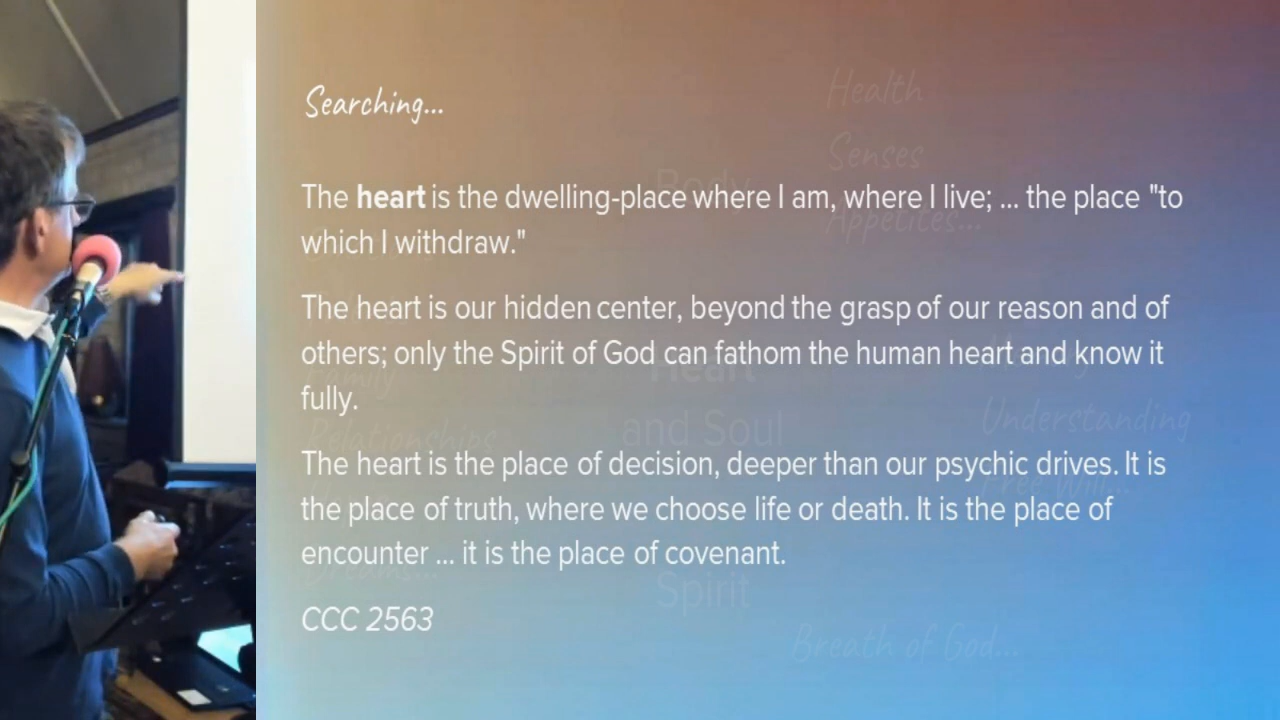 Searching...
The heart is the dwelling-place where I am, where I live; ... the place "to
which I withdraw."
The heart is our hidden center, beyond the grasp of our reason and of
others; only the Spirit of God can fathom the human heart and know it
fully.
The heart is the place of decision, deeper than our psychic drives. It is
the place of truth, where we choose life or death. It is the place of
encounter ... it is the place of covenant.
CCC 2563
Health
Senses
Body
Appetites...
Family
Heart
Relationships
and Soul
Understanding
Free Will...
Spirit
Breath of God...